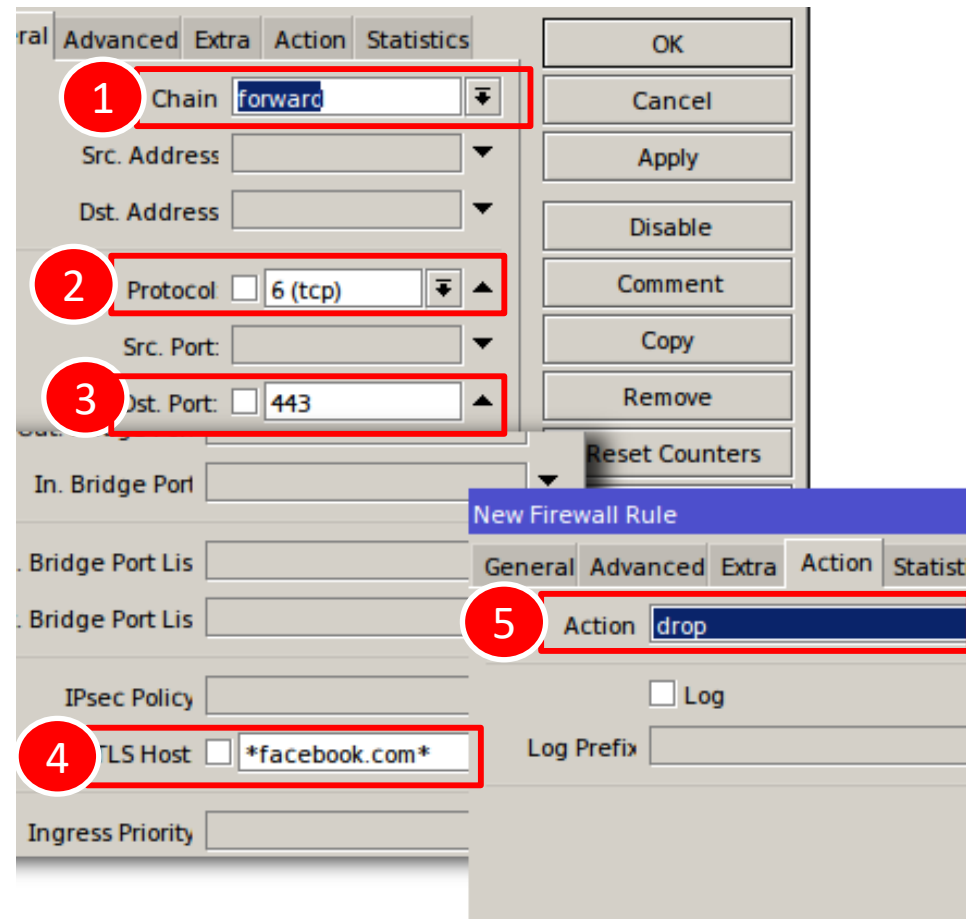 ral Advanced Extra Action Statistics
OK
1 Chain forward
Cancel
Src. Address
Apply
Dst. Address
Disable
2 Protocol: 6 (tcp)
Comment
Src. Port:
Copy
3 Dst. Port: 443
Remove
Reset Counters
In. Bridge Port
. Bridge Port Lis
. Bridge Port Lis
IPsec Policy
4 TLS Host *facebook.com*
Ingress Priority
New Firewall Rule
General Advanced Extra Action Statist
5 Action drop
Log
Log Prefix